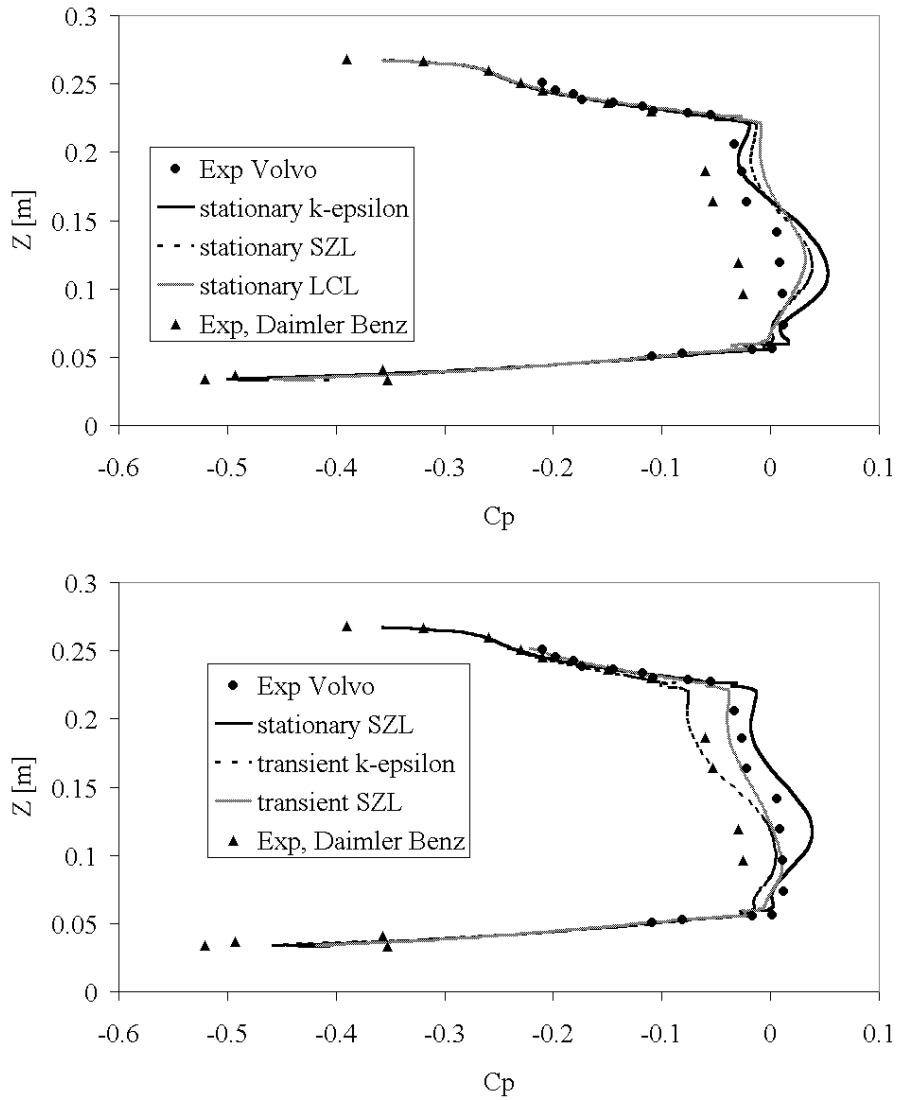 0.3
0.25
0.2
0.15
0.1
0.05
0
Z [m]
Exp Volvo
stationary k-epsilon
stationary SZL
stationary LCL
Exp, Daimler Benz
-0.6 -0.5 -0.4 -0.3 -0.2 -0.1 0 0.1
Cp
0.3
0.25
0.2
0.15
0.1
0.05
0
Z [m]
Exp Volvo
stationary SZL
transient k-epsilon
transient SZL
Exp, Daimler Benz
-0.6 -0.5 -0.4 -0.3 -0.2 -0.1 0 0.1
Cp